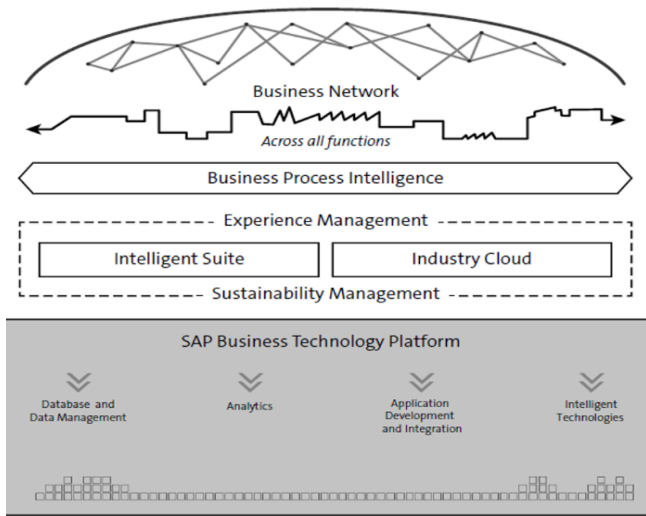 Business Network
Across all functions
Business Process Intelligence
Experience Management
Intelligent Suite
Industry Cloud
Sustainability Management
SAP Business Technology Platform
Database and
Data Management
Analytics
Application
Development
and Integration
Intelligent
Technologies